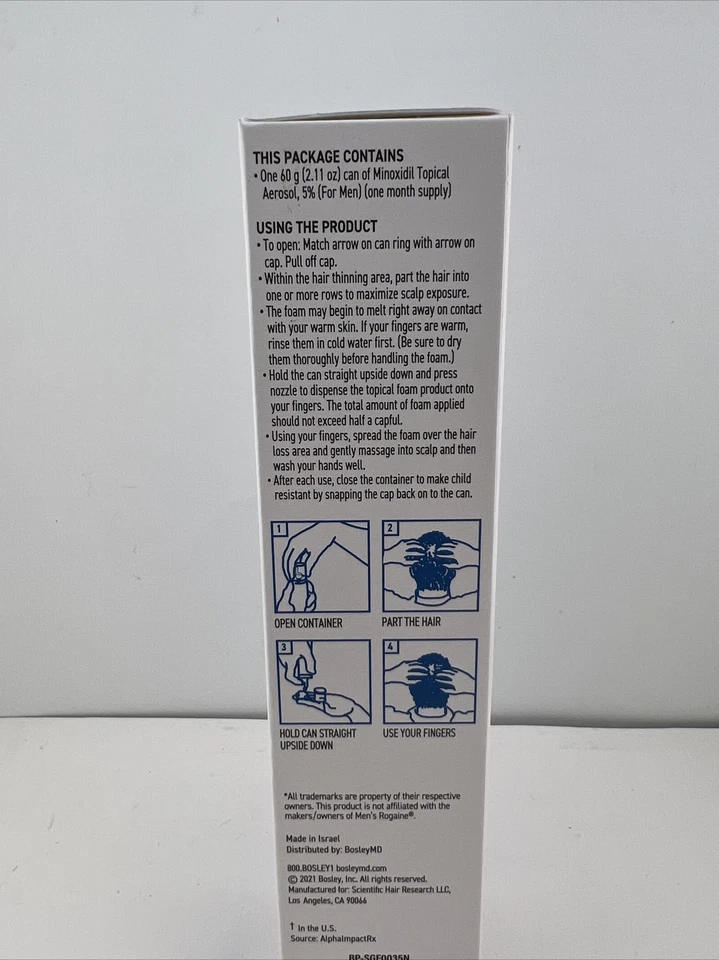 THIS PACKAGE CONTAINS
• One 60 g (2.11 oz) can of Minoxidil Topical
Aerosol, 5% (For Men) (one month supply)
USING THE PRODUCT
• To open: Match arrow on can ring with arrow on
cap. Pull off cap.
• Within the hair thinning area, part the hair into
one or more rows to maximize scalp exposure.
• The foam may begin to melt right away on contact
with your warm skin. If your fingers are warm,
rinse them in cold water first. (Be sure to dry
them thoroughly before handling the foam.)
• Hold the can straight upside down and press
nozzle to dispense the topical foam product onto
your fingers. The total amount of foam applied
should not exceed half a capful.
• Using your fingers, spread the foam over the hair
loss area and gently massage into scalp and then
wash your hands well.
• After each use, close the container to make child
resistant by snapping the cap back on to the can.
1
2
OPEN CONTAINER
PART THE HAIR
3
4
HOLD CAN STRAIGHT
UPSIDE DOWN
USE YOUR FINGERS
*All trademarks are property of their respective
owners. This product is not affiliated with the
makers/owners of Men's Rogaine®.
Made in Israel
Distributed by: BosleyMD
800.BOSLEY1 bosleymd.com
© 2021 Bosley, Inc. All rights reserved.
Manufactured for: Scientific Hair Research LLC,
Los Angeles, CA 90066
† In the U.S.
Source: AlphaImpactRx
BP-SGF0035N